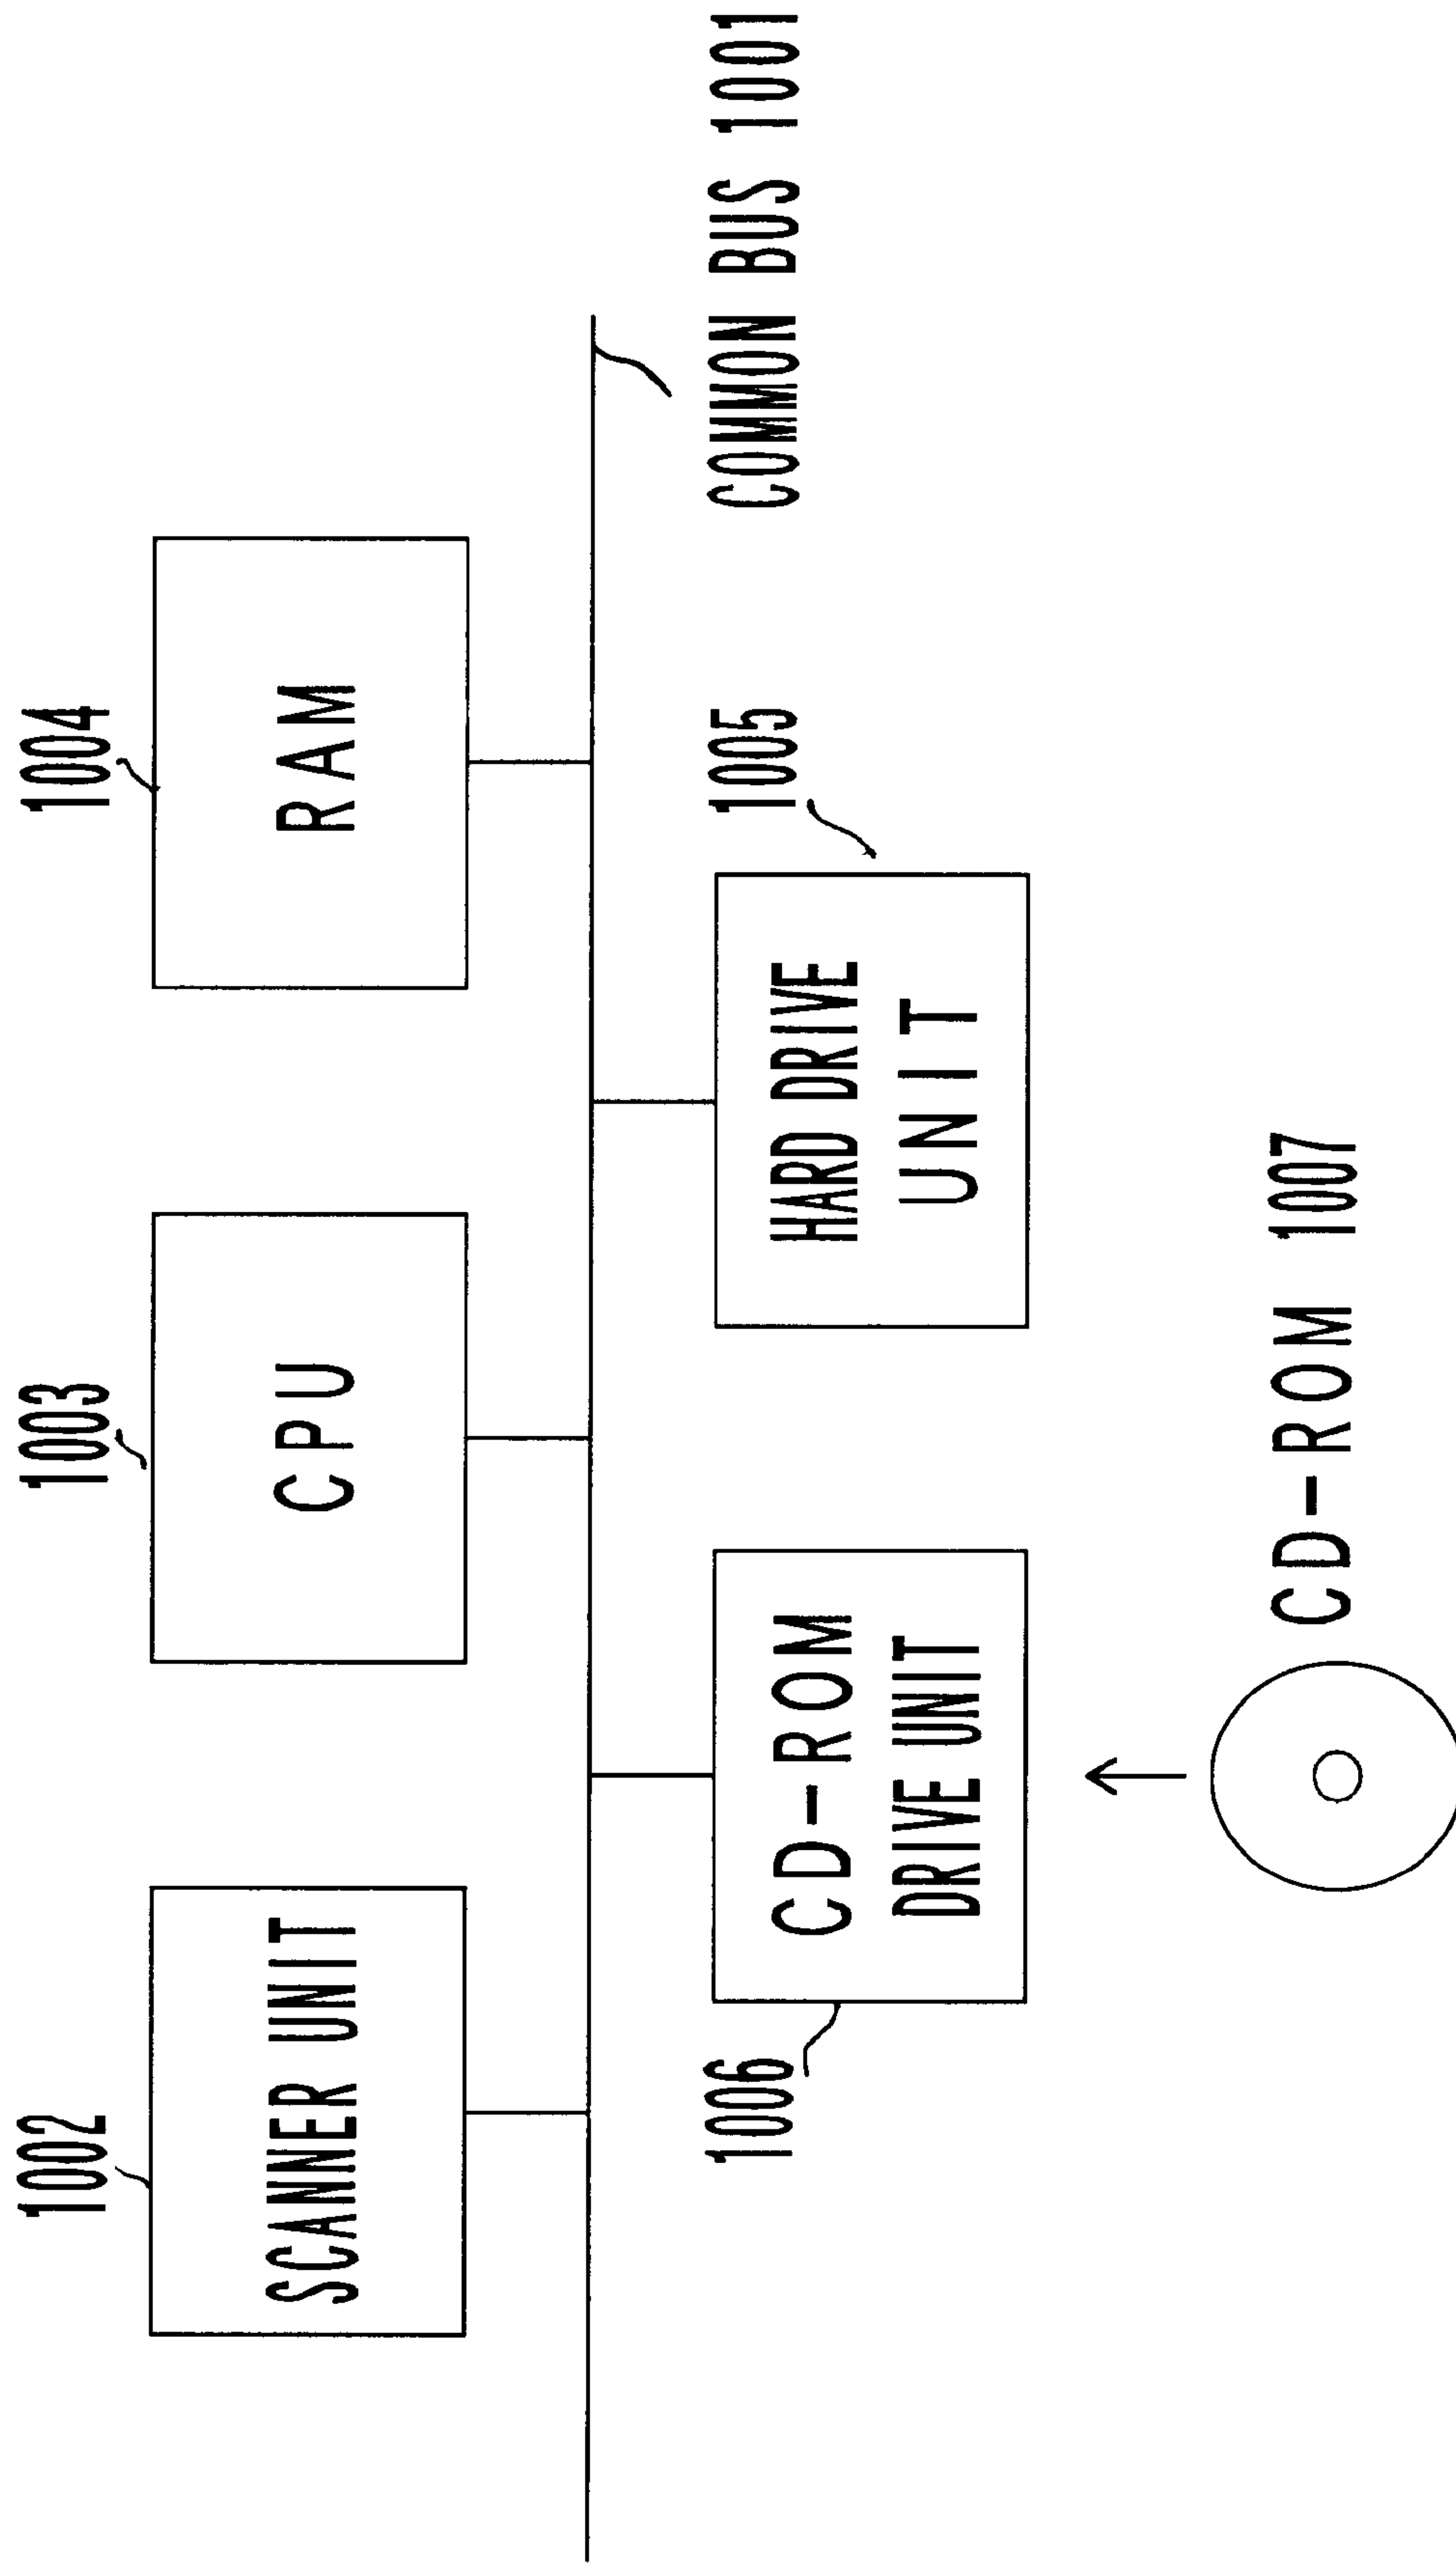 1002
SCANNER UNIT
1003
CPU
1004
RAM
COMMON BUS 1001
1006
CD-ROM
DRIVE UNIT
1005
HARD DRIVE
UNIT
CD-ROM 1007